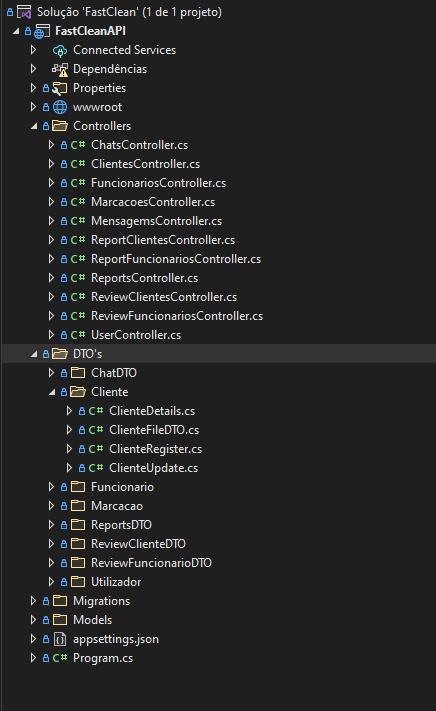 Solução 'FastClean' (1 de 1 projeto)
FastCleanAPI
Connected Services
Dependências
Properties
wwwroot
Controllers
C# ChatsController.cs
C# ClientesController.cs
C# FuncionariosController.cs
C# MarcacoesController.cs
C# MensagemsController.cs
C# ReportClientesController.cs
C# ReportFuncionariosController.cs
C# ReportsController.cs
C# ReviewClientesController.cs
C# ReviewFuncionariosController.cs
C# UserController.cs
DTO's
ChatDTO
Cliente
C# ClienteDetails.cs
C# ClienteFileDTO.cs
C# ClienteRegister.cs
C# ClienteUpdate.cs
Funcionario
Marcacao
ReportsDTO
ReviewClienteDTO
ReviewFuncionarioDTO
Utilizador
Migrations
Models
appsettings.json
C# Program.cs